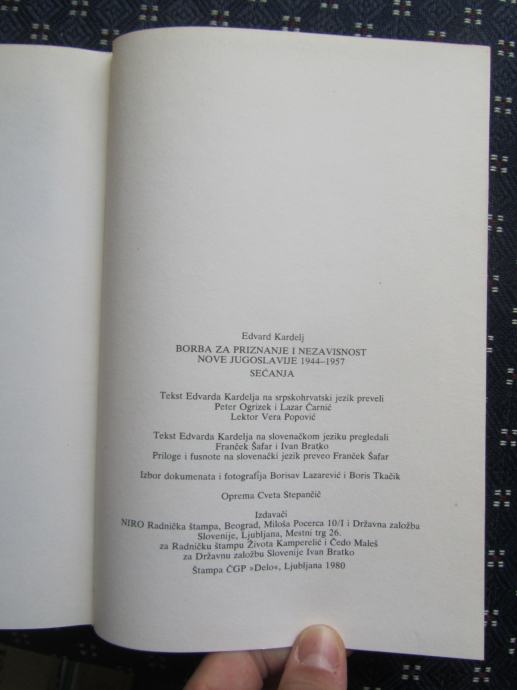 Edvard Kardelj
BORBA ZA PRIZNANJE I NEZAVISNOST
NOVE JUGOSLAVIJE 1944–1957
SEĆANJA
Tekst Edvarda Kardelja na srpskohrvatski jezik preveli
Peter Ogrizek i Lazar Čarnić
Lektor Vera Popović
Tekst Edvarda Kardelja na slovenačkom jeziku pregledali
Franček Šafar i Ivan Bratko
Priloge i fusnote na slovenački jezik preveo Franček Šafar
Izbor dokumenata i fotografija Borisav Lazarević i Boris Tkačik
Oprema Cveta Stepančič
Izdavači
NIRO Radnička štampa, Beograd, Miloša Pocerca 10/I i Državna založba
Slovenije, Ljubljana, Mestni trg 26.
za Radničku štampu Života Kamperelić i Čedo Maleš
za Državnu založbu Slovenije Ivan Bratko
Štampa ČGP »Delo«, Ljubljana 1980